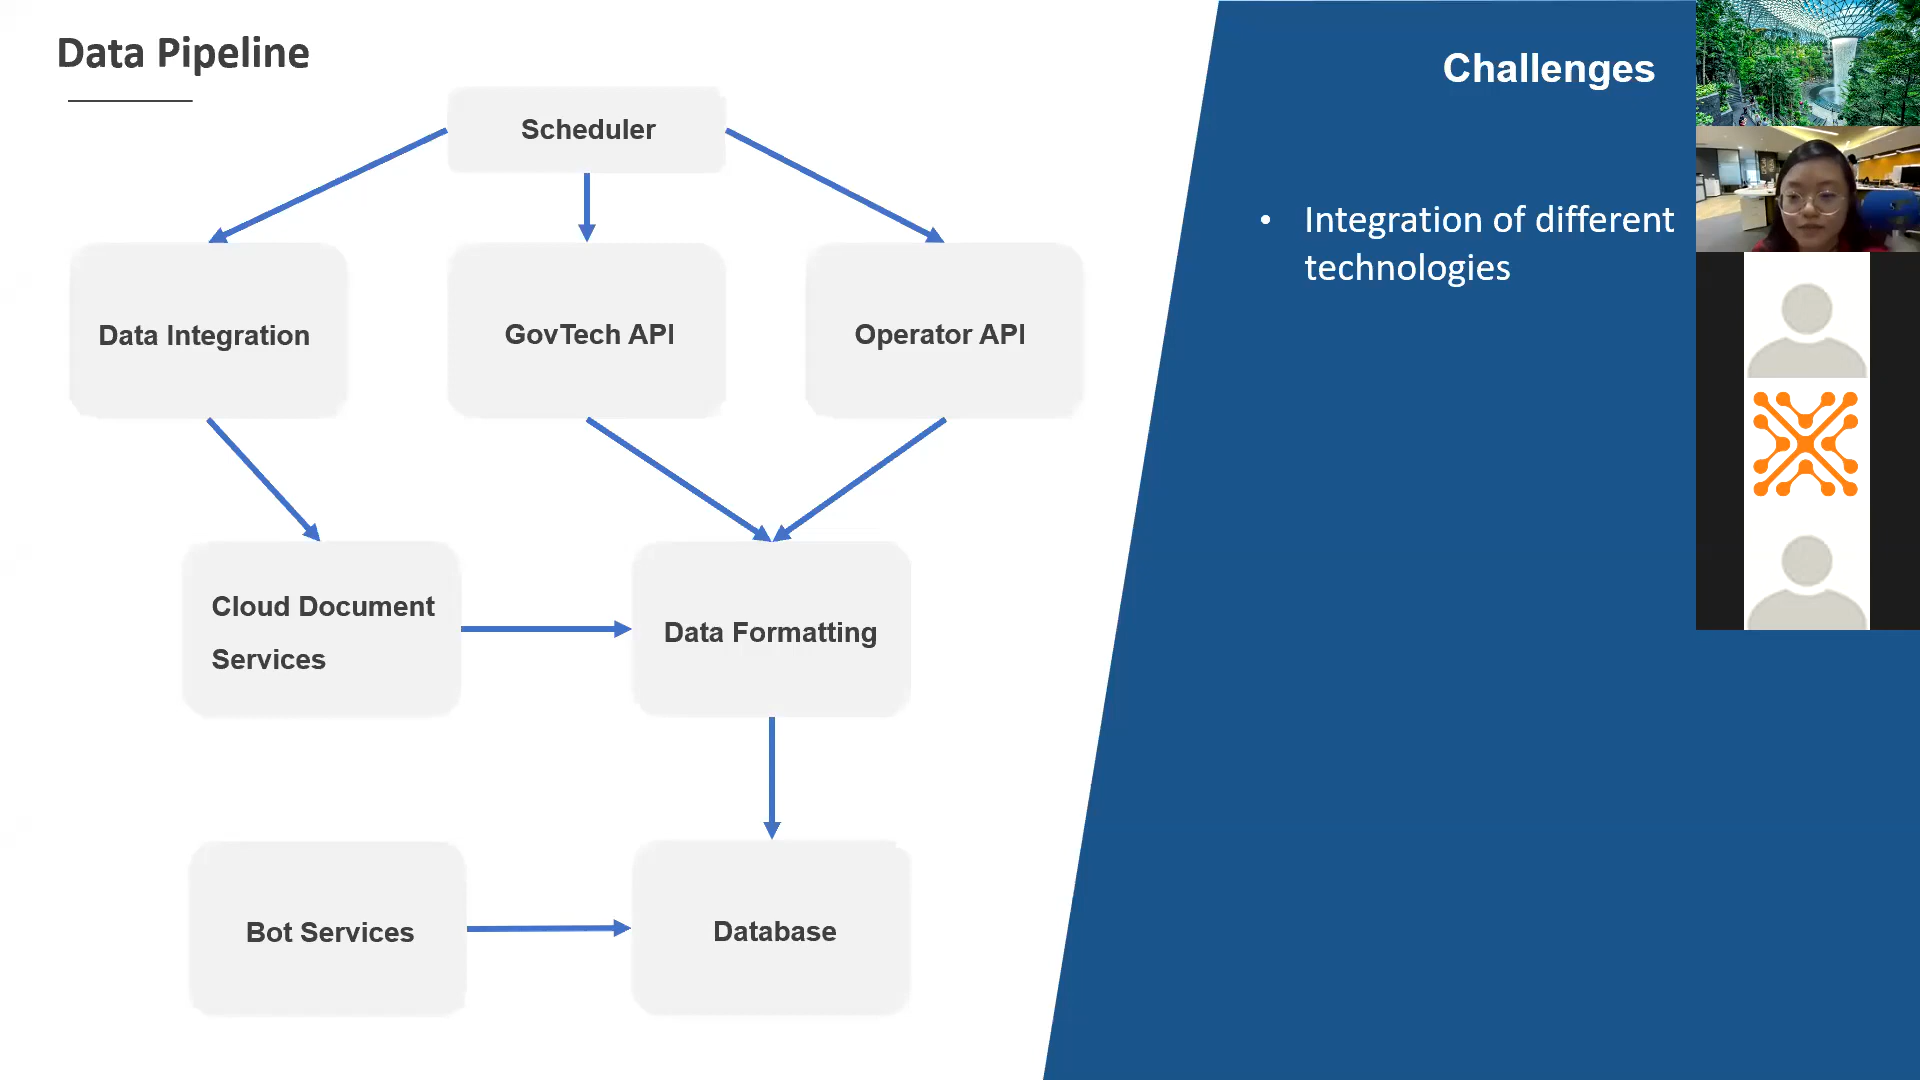 Data Pipeline
Scheduler
Data Integration
GovTech API
Operator API
Cloud Document
Services
Data Formatting
Bot Services
Database
Challenges
• Integration of different
technologies